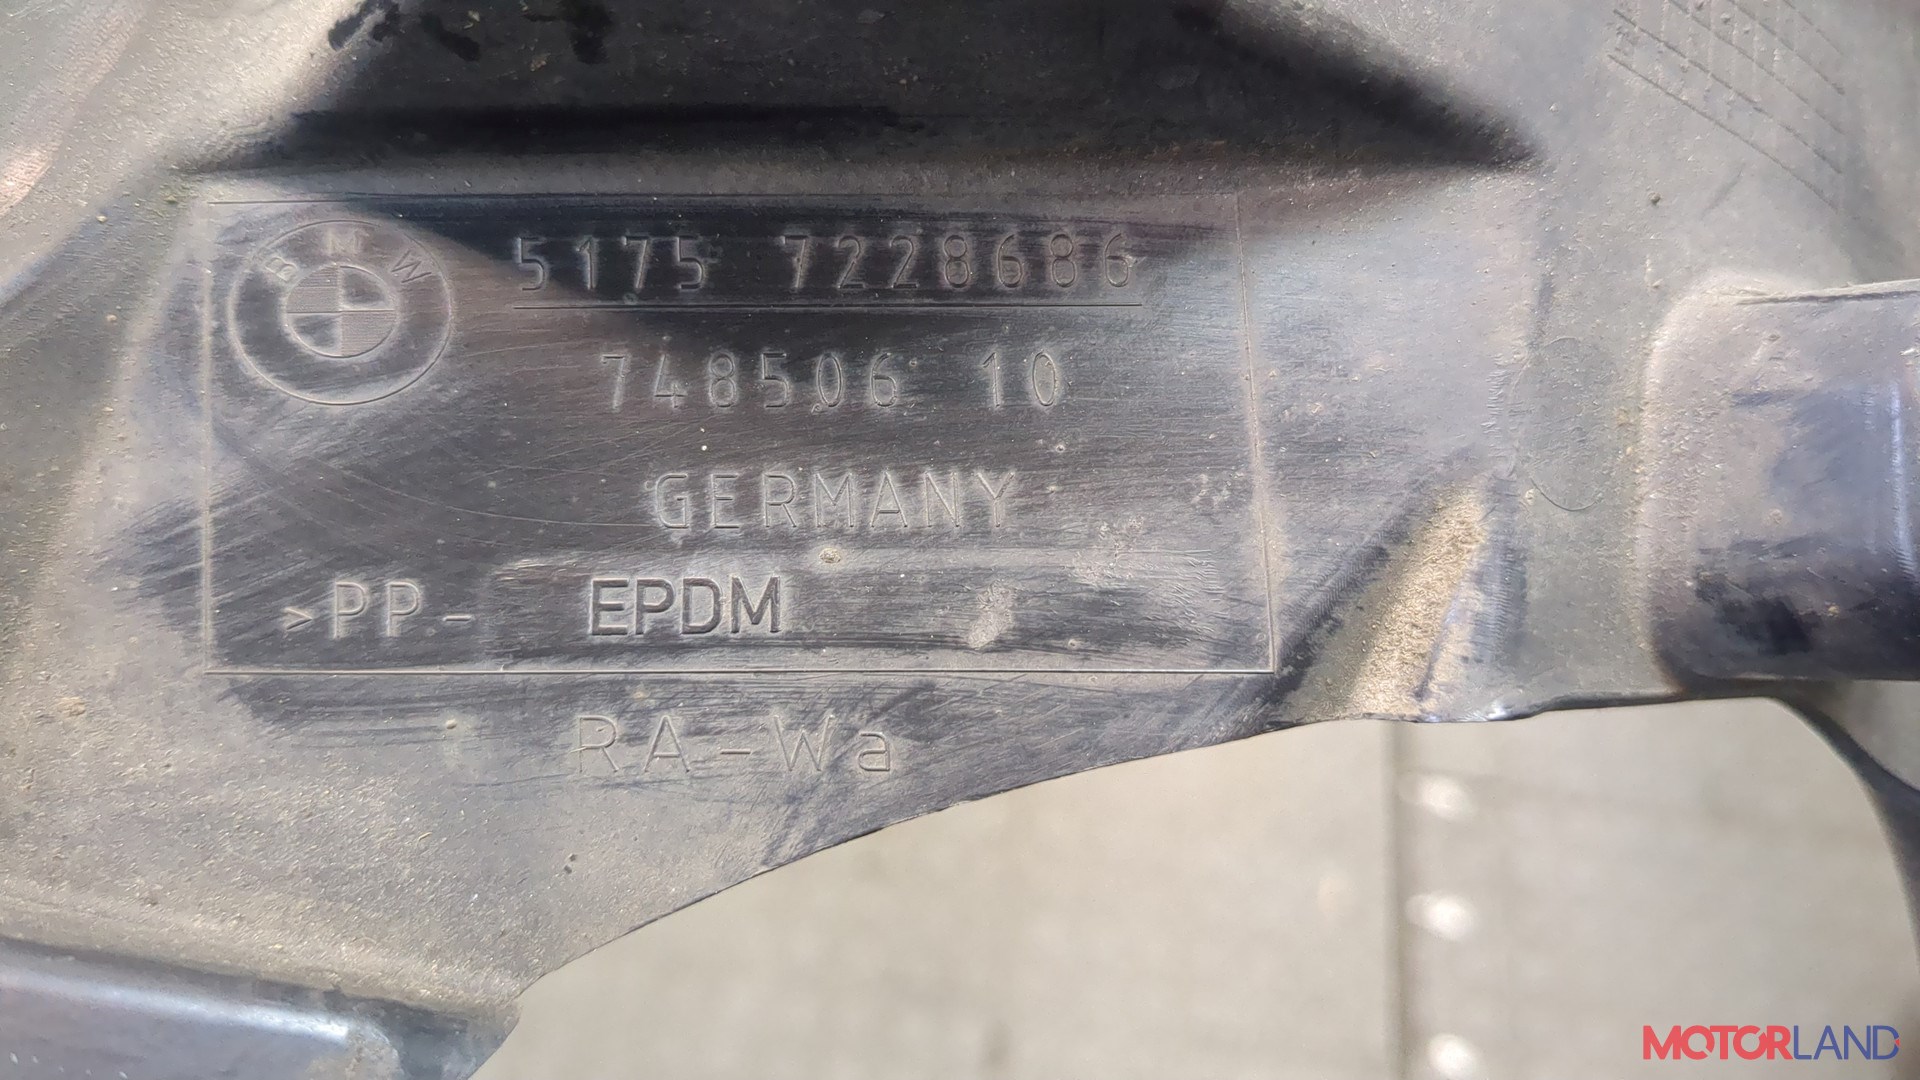 BMW
5175 7228686
748506 10
GERMANY
>PP- EPDM
RA-Wa
MOTORLAND